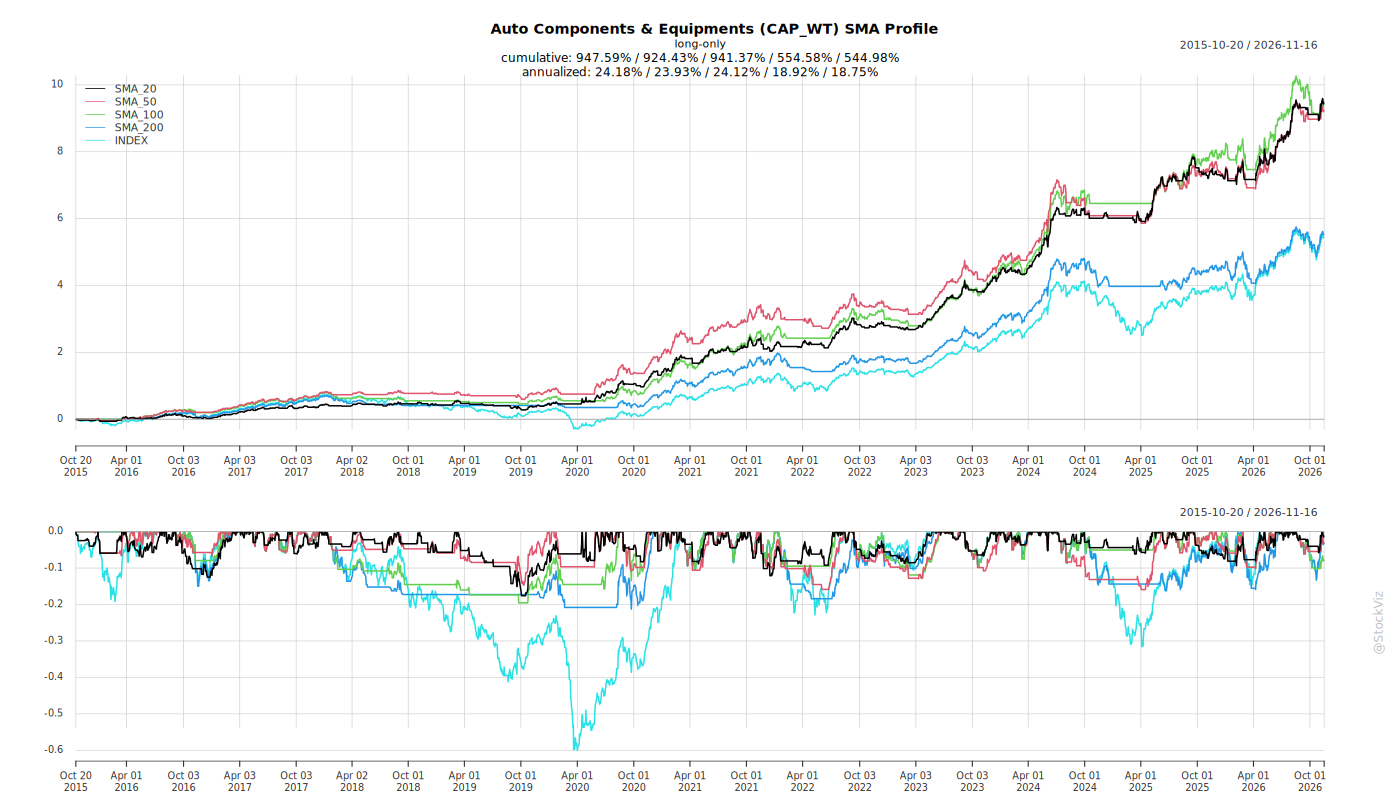 Auto Components & Equipments (CAP_WT) SMA Profile
long-only
cumulative: 947.59% / 924.43% / 941.37% / 554.58% / 544.98%
annualized: 24.18% / 23.93% / 24.12% / 18.92% / 18.75%
2015-10-20 / 2026-11-16
SMA_20
SMA_50
SMA_100
SMA_200
INDEX
10
8
6
4
2
0
Oct 20 Apr 01 Oct 03 Apr 03 Oct 03 Apr 02 Oct 01 Apr 01 Oct 01 Apr 01 Oct 01 Apr 01 Oct 01 Apr 01 Oct 03 Apr 03 Oct 03 Apr 01 Oct 01 Apr 01 Oct 01 Apr 01 Oct 01
2015 2016 2016 2017 2017 2018 2018 2019 2019 2020 2020 2021 2021 2022 2022 2023 2023 2024 2024 2025 2025 2026 2026
2015-10-20 / 2026-11-16
0.0
-0.1
-0.2
-0.3
-0.4
-0.5
-0.6
Oct 20 Apr 01 Oct 03 Apr 03 Oct 03 Apr 02 Oct 01 Apr 01 Oct 01 Apr 01 Oct 01 Apr 01 Oct 01 Apr 01 Oct 03 Apr 03 Oct 03 Apr 01 Oct 01 Apr 01 Oct 01 Apr 01 Oct 01
2015 2016 2016 2017 2017 2018 2018 2019 2019 2020 2020 2021 2021 2022 2022 2023 2023 2024 2024 2025 2025 2026 2026
@StockViz